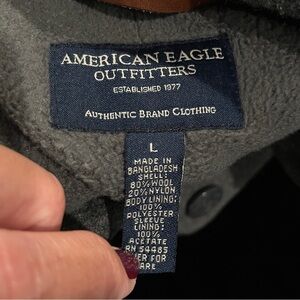 AMERICAN EAGLE
OUTFITTERS
ESTABLISHED 1977
AUTHENTIC BRAND CLOTHING
L
MADE IN
BANGLADESH
SHELL:
80% WOOL
20% NYLON
BODY LINING:
100%
POLYESTER
SLEEVE
LINING:
100%
ACETATE
RN 54485
FOR